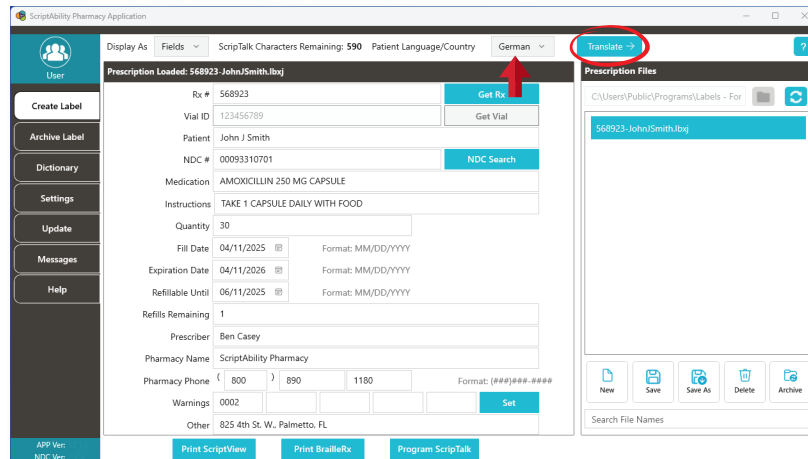 ScriptAbility Pharmacy Application
User
Create Label
Archive Label
Dictionary
Settings
Update
Messages
Help
APP Ver:
NDC Ver:
Display As Fields ScripTalk Characters Remaining: 590 Patient Language/Country German Translate → ?
Prescription Loaded: 568923-JohnJSmith.lbxj
Rx # 568923 Get Rx
Vial ID 123456789 Get Vial
Patient John J Smith
NDC # 00093310701 NDC Search
Medication AMOXICILLIN 250 MG CAPSULE
Instructions TAKE 1 CAPSULE DAILY WITH FOOD
Quantity 30
Fill Date 04/11/2025 Format: MM/DD/YYYY
Expiration Date 04/11/2026 Format: MM/DD/YYYY
Refillable Until 06/11/2025 Format: MM/DD/YYYY
Refills Remaining 1
Prescriber Ben Casey
Pharmacy Name ScriptAbility Pharmacy
Pharmacy Phone ( 800 ) 890 1180 Format: (###)###-####
Warnings 0002 Set
Other 825 4th St. W., Palmetto, FL
Print ScriptView Print BrailleRx Program ScripTalk
Prescription Files
C:\Users\Public\Programs\Labels - For
568923-JohnJSmith.lbxj
New Save Save As Delete Archive
Search File Names